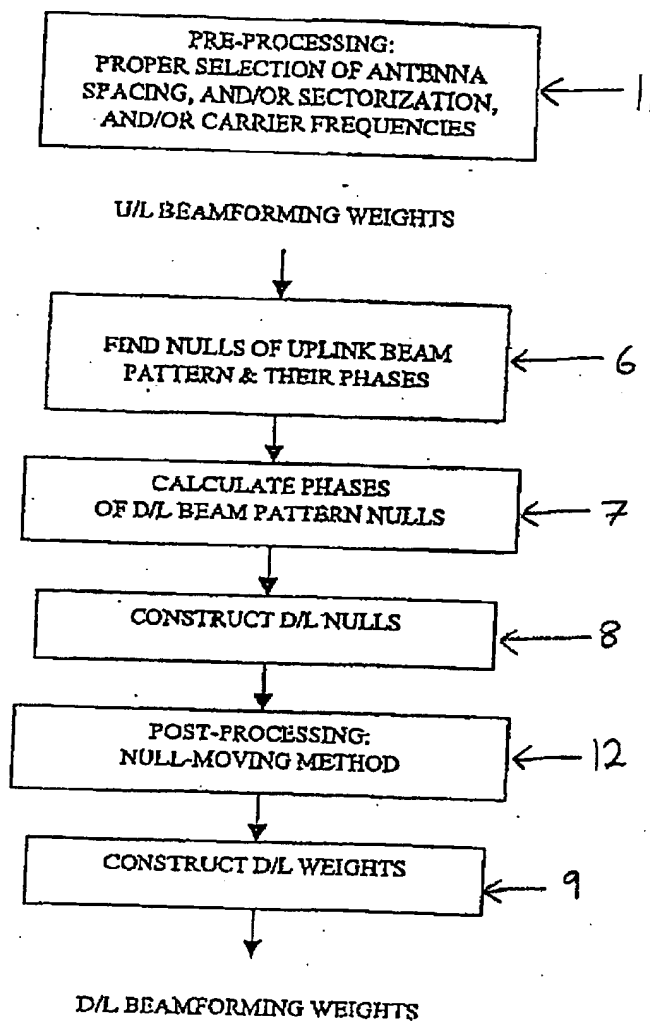 PRE-PROCESSING:
PROPER SELECTION OF ANTENNA
SPACING, AND/OR SECTORIZATION,
AND/OR CARRIER FREQUENCIES
1
U/L BEAMFORMING WEIGHTS
FIND NULLS OF UPLINK BEAM
PATTERN & THEIR PHASES
6
CALCULATE PHASES
OF D/L BEAM PATTERN NULLS
7
CONSTRUCT D/L NULLS
8
POST-PROCESSING:
NULL-MOVING METHOD
12
CONSTRUCT D/L WEIGHTS
9
D/L BEAMFORMING WEIGHTS